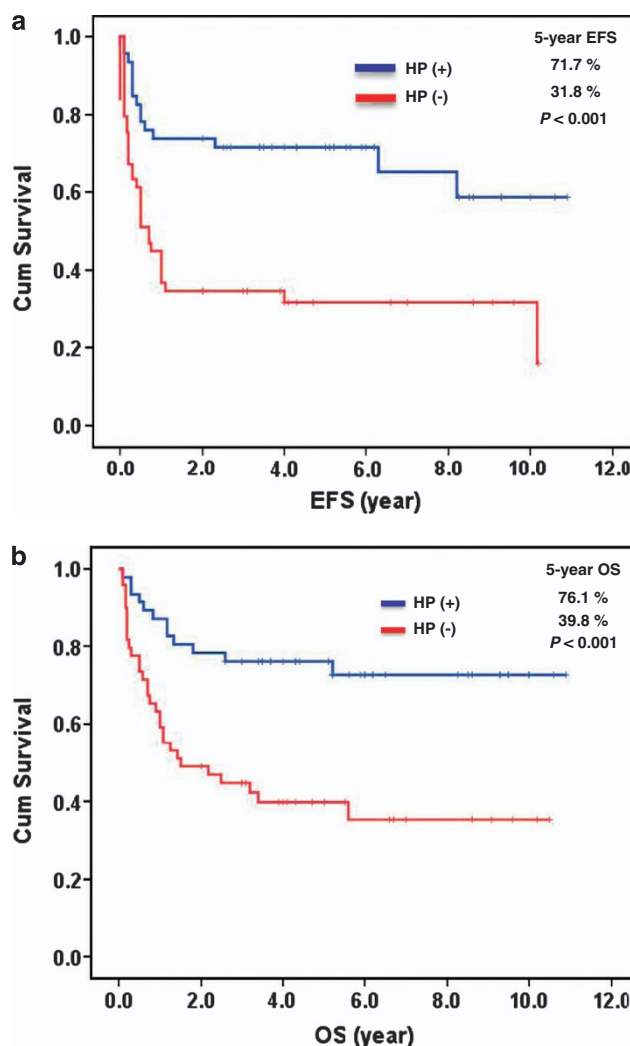 a
1.0
0.8
0.6
0.4
0.2
0.0
Cum Survival
HP (+)
HP (-)
5-year EFS
71.7 %
31.8 %
P < 0.001
0.0 2.0 4.0 6.0 8.0 10.0 12.0
EFS (year)
b
1.0
0.8
0.6
0.4
0.2
0.0
Cum Survival
HP (+)
HP (-)
5-year OS
76.1 %
39.8 %
P < 0.001
0.0 2.0 4.0 6.0 8.0 10.0 12.0
OS (year)